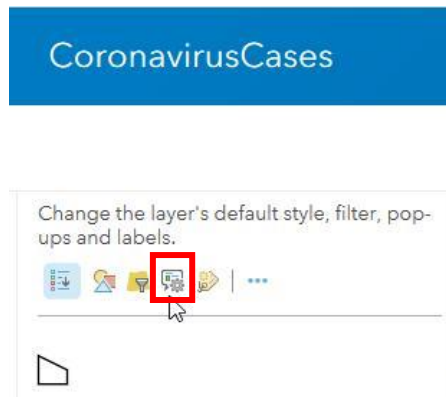 CoronavirusCases
Change the layer's default style, filter, pop-
ups and labels.